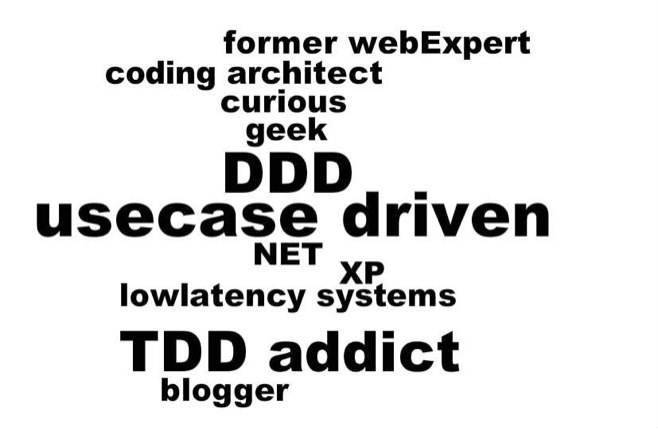 former webExpert
coding architect
curious
geek
DDD
usecase driven
NET
XP
lowlatency systems
TDD addict
blogger